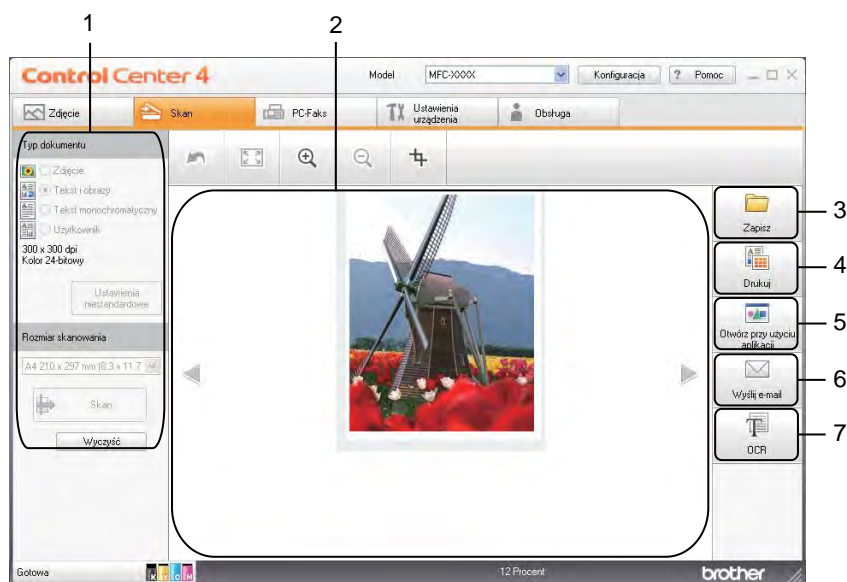 1
2
Control Center 4
Model
MFC-XXXX
Konfiguracja
? Pomoc
Zdjęcie
Skan
PC-Faks
Ustawienia
urządzenia
Obsługa
Typ dokumentu
Zdjęcie
Tekst i obrazy
Tekst monochromatyczny
Użytkownik
300 x 300 dpi
Kolor 24-bitowy
Ustawienia
niestandardowe
Rozmiar skanowania
A4 210 x 297 mm (8.3 x 11.7
Skan
Wyczyść
Zapisz
3
Drukuj
4
Otwórz przy użyciu
aplikacji
5
Wyślij e-mail
6
OCR
7
Gotowa
K Y C M
12 Procent
brother